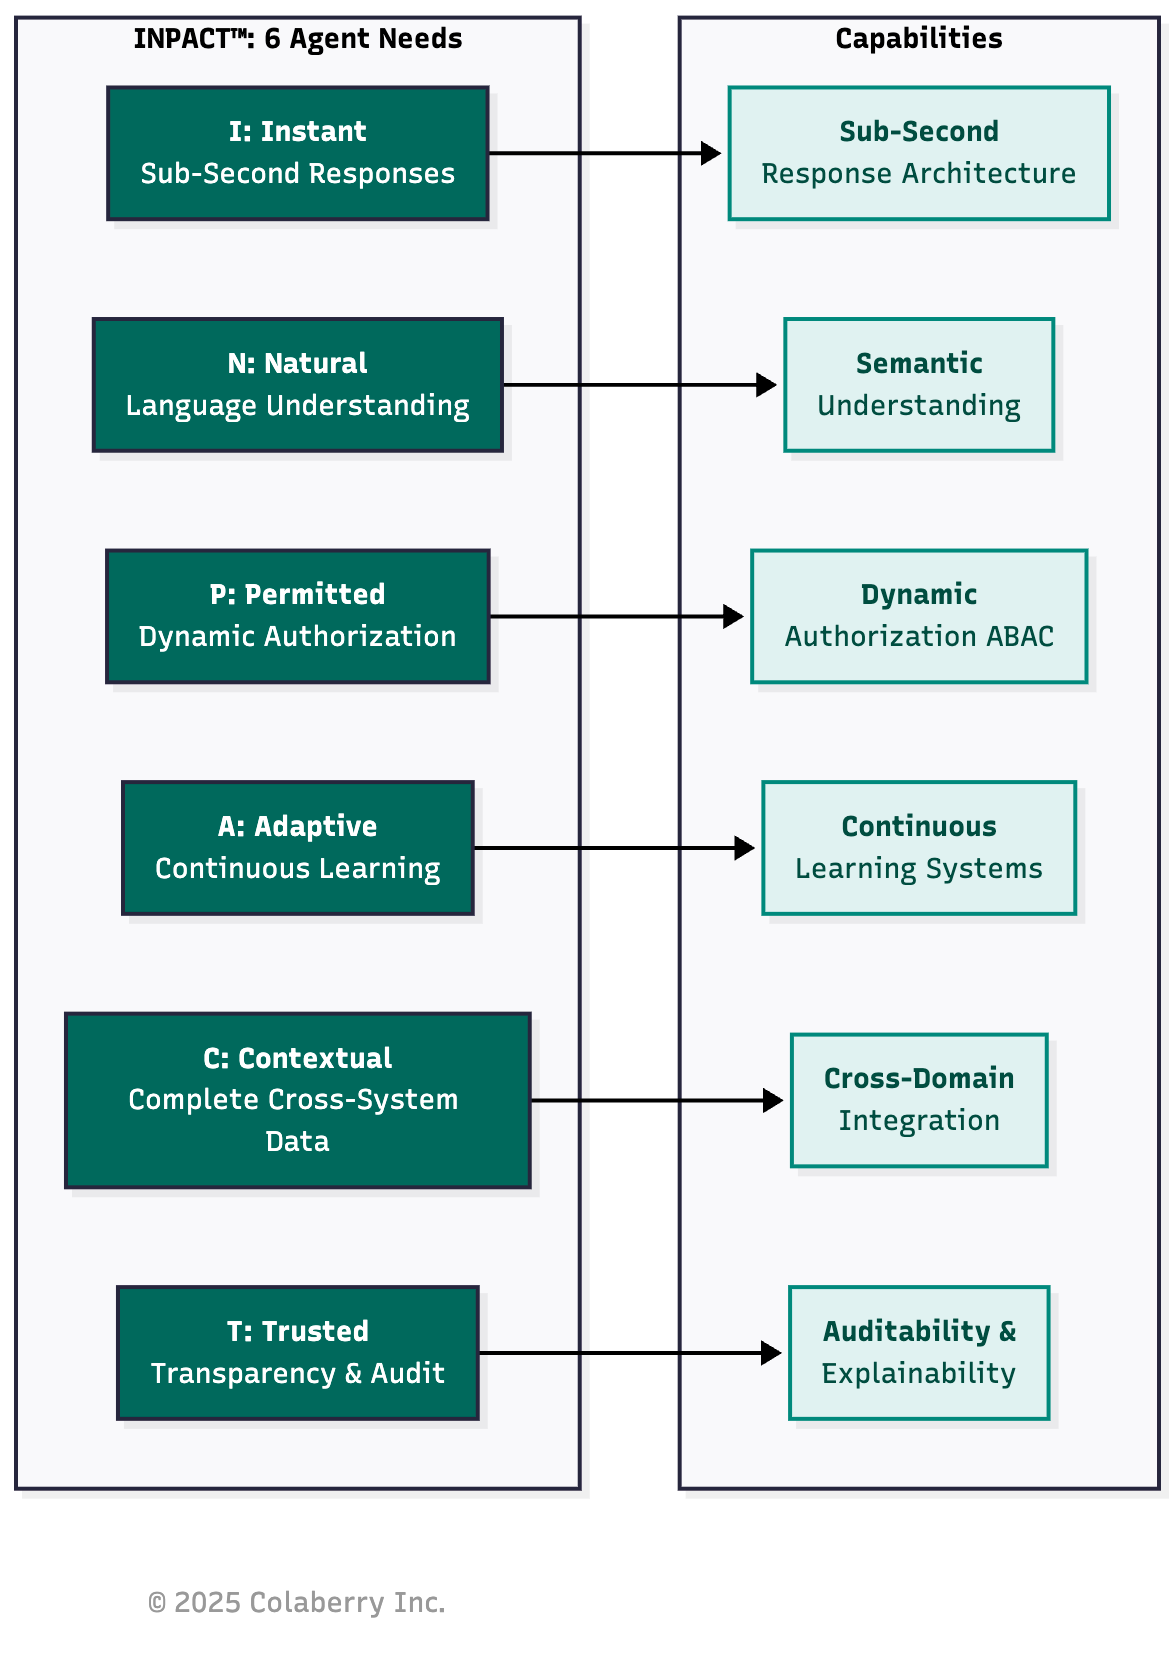 INPACT™: 6 Agent Needs
I: Instant
Sub-Second Responses
N: Natural
Language Understanding
P: Permitted
Dynamic Authorization
A: Adaptive
Continuous Learning
C: Contextual
Complete Cross-System
Data
T: Trusted
Transparency & Audit
Capabilities
Sub-Second
Response Architecture
Semantic
Understanding
Dynamic
Authorization ABAC
Continuous
Learning Systems
Cross-Domain
Integration
Auditability &
Explainability
© 2025 Colaberry Inc.